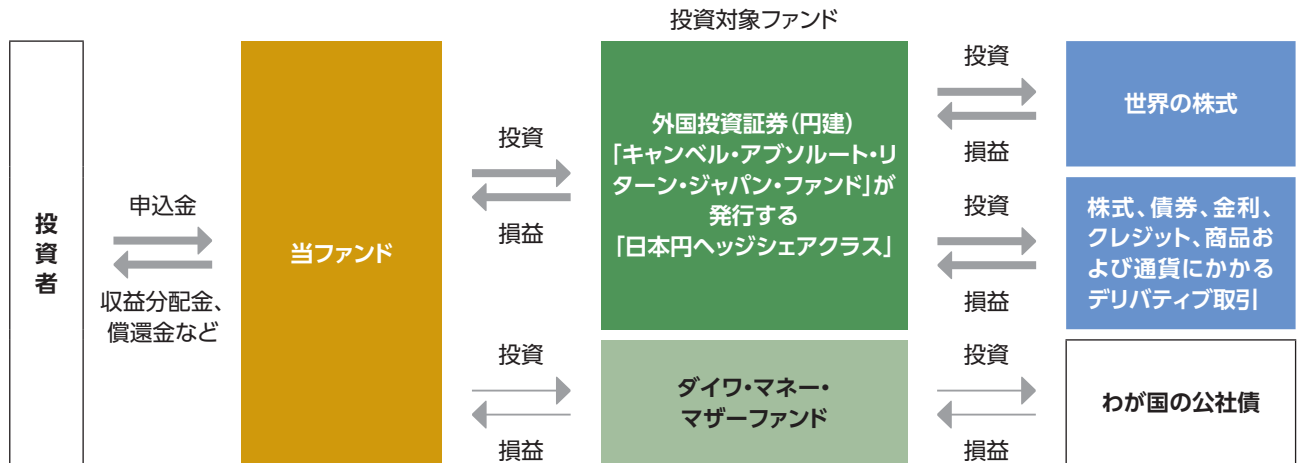 投資対象ファンド
投資者
申込金
収益分配金、
償還金など
当ファンド
投資
損益
外国投資証券（円建）
「キャンベル・アブソルート・リ
ターン・ジャパン・ファンド」が
発行する
「日本円ヘッジシェアクラス」
投資
損益
世界の株式
投資
損益
株式、債券、金利、
クレジット、商品お
よび通貨にかかる
デリバティブ取引
投資
損益
ダイワ・マネー・
マザーファンド
投資
損益
わが国の公社債